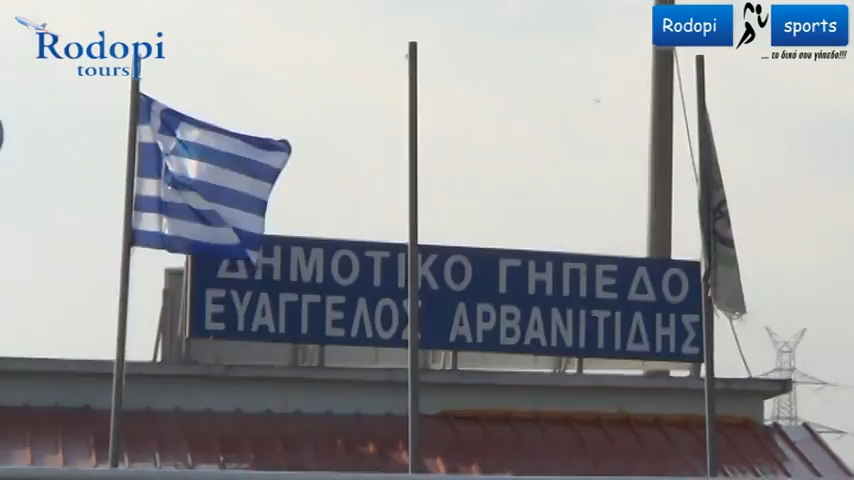 Rodopi
tours
Rodopi sports
... το δικό σου γήπεδο!!!
ΔΗΜΟΤΙΚΟ ΓΗΠΕΔΟ
ΕΥΑΓΓΕΛΟΣ ΑΡΒΑΝΙΤΙΔΗΣ